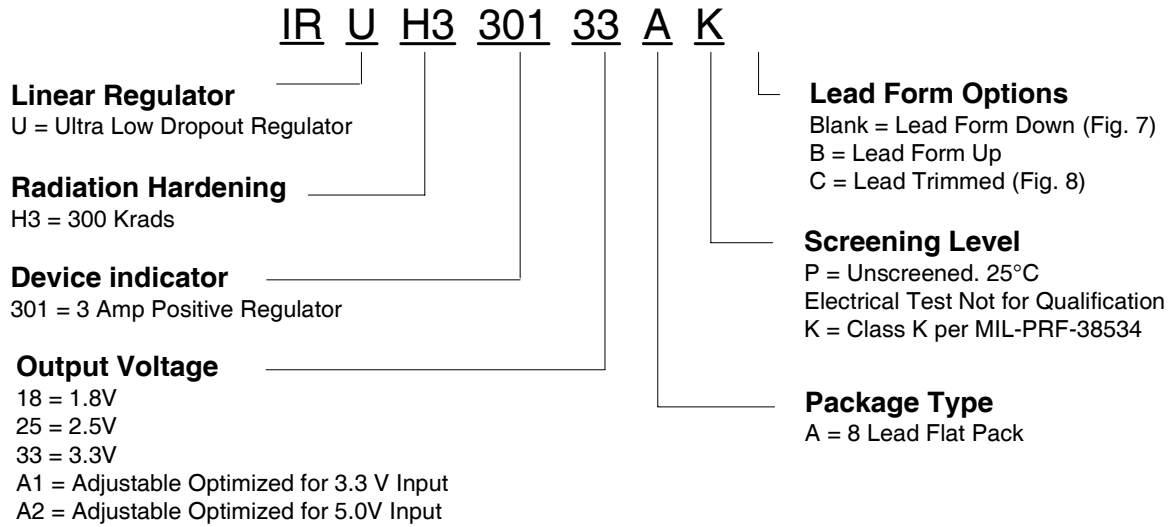 IR U H3 301 33 A K
Linear Regulator
U = Ultra Low Dropout Regulator
Radiation Hardening
H3 = 300 Krads
Device indicator
301 = 3 Amp Positive Regulator
Output Voltage
18 = 1.8V
25 = 2.5V
33 = 3.3V
A1 = Adjustable Optimized for 3.3 V Input
A2 = Adjustable Optimized for 5.0V Input
Lead Form Options
Blank = Lead Form Down (Fig. 7)
B = Lead Form Up
C = Lead Trimmed (Fig. 8)
Screening Level
P = Unscreened. 25°C
Electrical Test Not for Qualification
K = Class K per MIL-PRF-38534
Package Type
A = 8 Lead Flat Pack